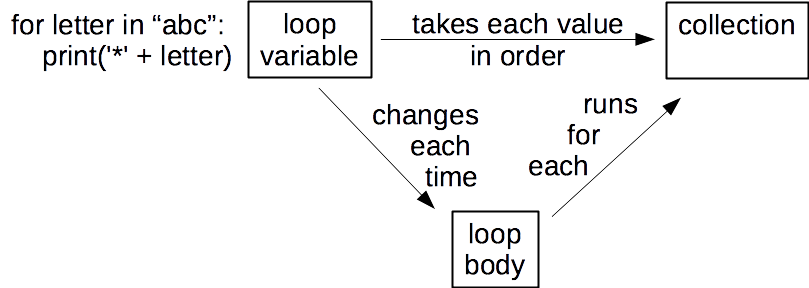 for letter in “abc”:
print('*' + letter)
loop
variable
takes each value
in order
collection
changes
each
time
runs
for
each
loop
body